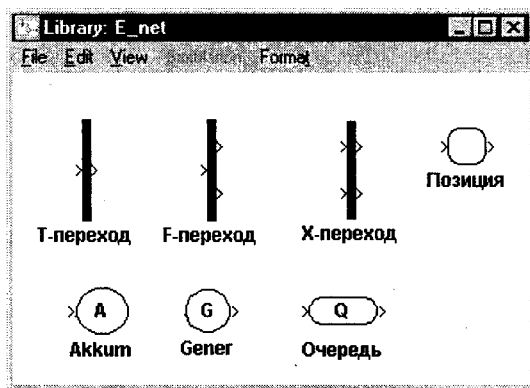 Library: E_net
File Edit View Format
Позиция
Т-переход F-переход X-переход
A G Q
Akkum Gener Очередь